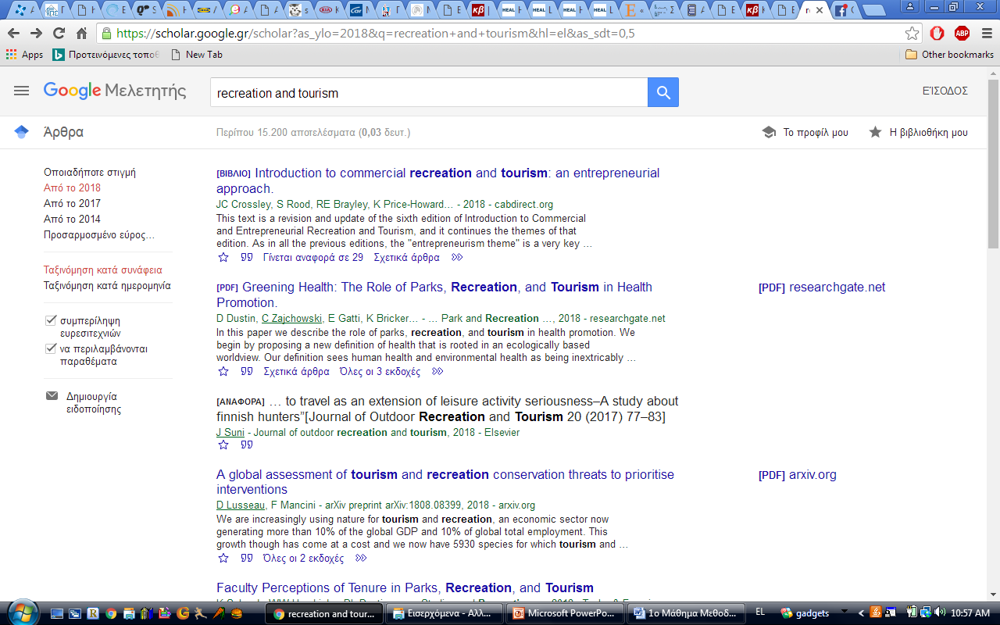 https://scholar.google.gr/scholar?as_ylo=2018&q=recreation+and+tourism&hl=el&as_sdt=0,5
Apps Προτεινόμενες τοποθ New Tab Other bookmarks
Google Μελετητής recreation and tourism ΕΊΣΟΔΟΣ
Άρθρα Περίπου 15.200 αποτελέσματα (0,03 δευτ.) Το προφίλ μου Η βιβλιοθήκη μου
Οποιαδήποτε στιγμή
Από το 2018
Από το 2017
Από το 2014
Προσαρμοσμένο εύρος...
Ταξινόμηση κατά συνάφεια
Ταξινόμηση κατά ημερομηνία
συμπερίληψη
ευρεσιτεχνιών
να περιλαμβάνονται
παραθέματα
Δημιουργία
ειδοποίησης
[ΒΙΒΛΙΟ] Introduction to commercial recreation and tourism: an entrepreneurial
approach.
JC Crossley, S Rood, RE Brayley, K Price-Howard… - 2018 - cabdirect.org
This text is a revision and update of the sixth edition of Introduction to Commercial
and Entrepreneurial Recreation and Tourism, and it continues the themes of that
edition. As in all the previous editions, the "entrepreneurism theme" is a very key …
Γίνεται αναφορά σε 29 Σχετικά άρθρα
[PDF] Greening Health: The Role of Parks, Recreation, and Tourism in Health
Promotion.
D Dustin, C Zajchowski, E Gatti, K Bricker… - … Park and Recreation …, 2018 - researchgate.net
In this paper we describe the role of parks, recreation, and tourism in health promotion. We
begin by proposing a new definition of health that is rooted in an ecologically based
worldview. Our definition sees human health and environmental health as being inextricably …
Σχετικά άρθρα Όλες οι 3 εκδοχές
[PDF] researchgate.net
[ΑΝΑΦΟΡΑ] … to travel as an extension of leisure activity seriousness–A study about
finnish hunters”[Journal of Outdoor Recreation and Tourism 20 (2017) 77–83]
J Suni - Journal of outdoor recreation and tourism, 2018 - Elsevier
A global assessment of tourism and recreation conservation threats to prioritise
interventions
D Lusseau, F Mancini - arXiv preprint arXiv:1808.08399, 2018 - arxiv.org
We are increasingly using nature for tourism and recreation, an economic sector now
generating more than 10% of the global GDP and 10% of global total employment. This
growth though has come at a cost and we now have 5930 species for which tourism and …
Όλες οι 2 εκδοχές
[PDF] arxiv.org
Faculty Perceptions of Tenure in Parks, Recreation, and Tourism
recreation and tour... Εισερχόμενα - Αλλ... Microsoft PowerPo... 1ο Μάθημα Μεθοδ... EL gadgets 10:57 AM